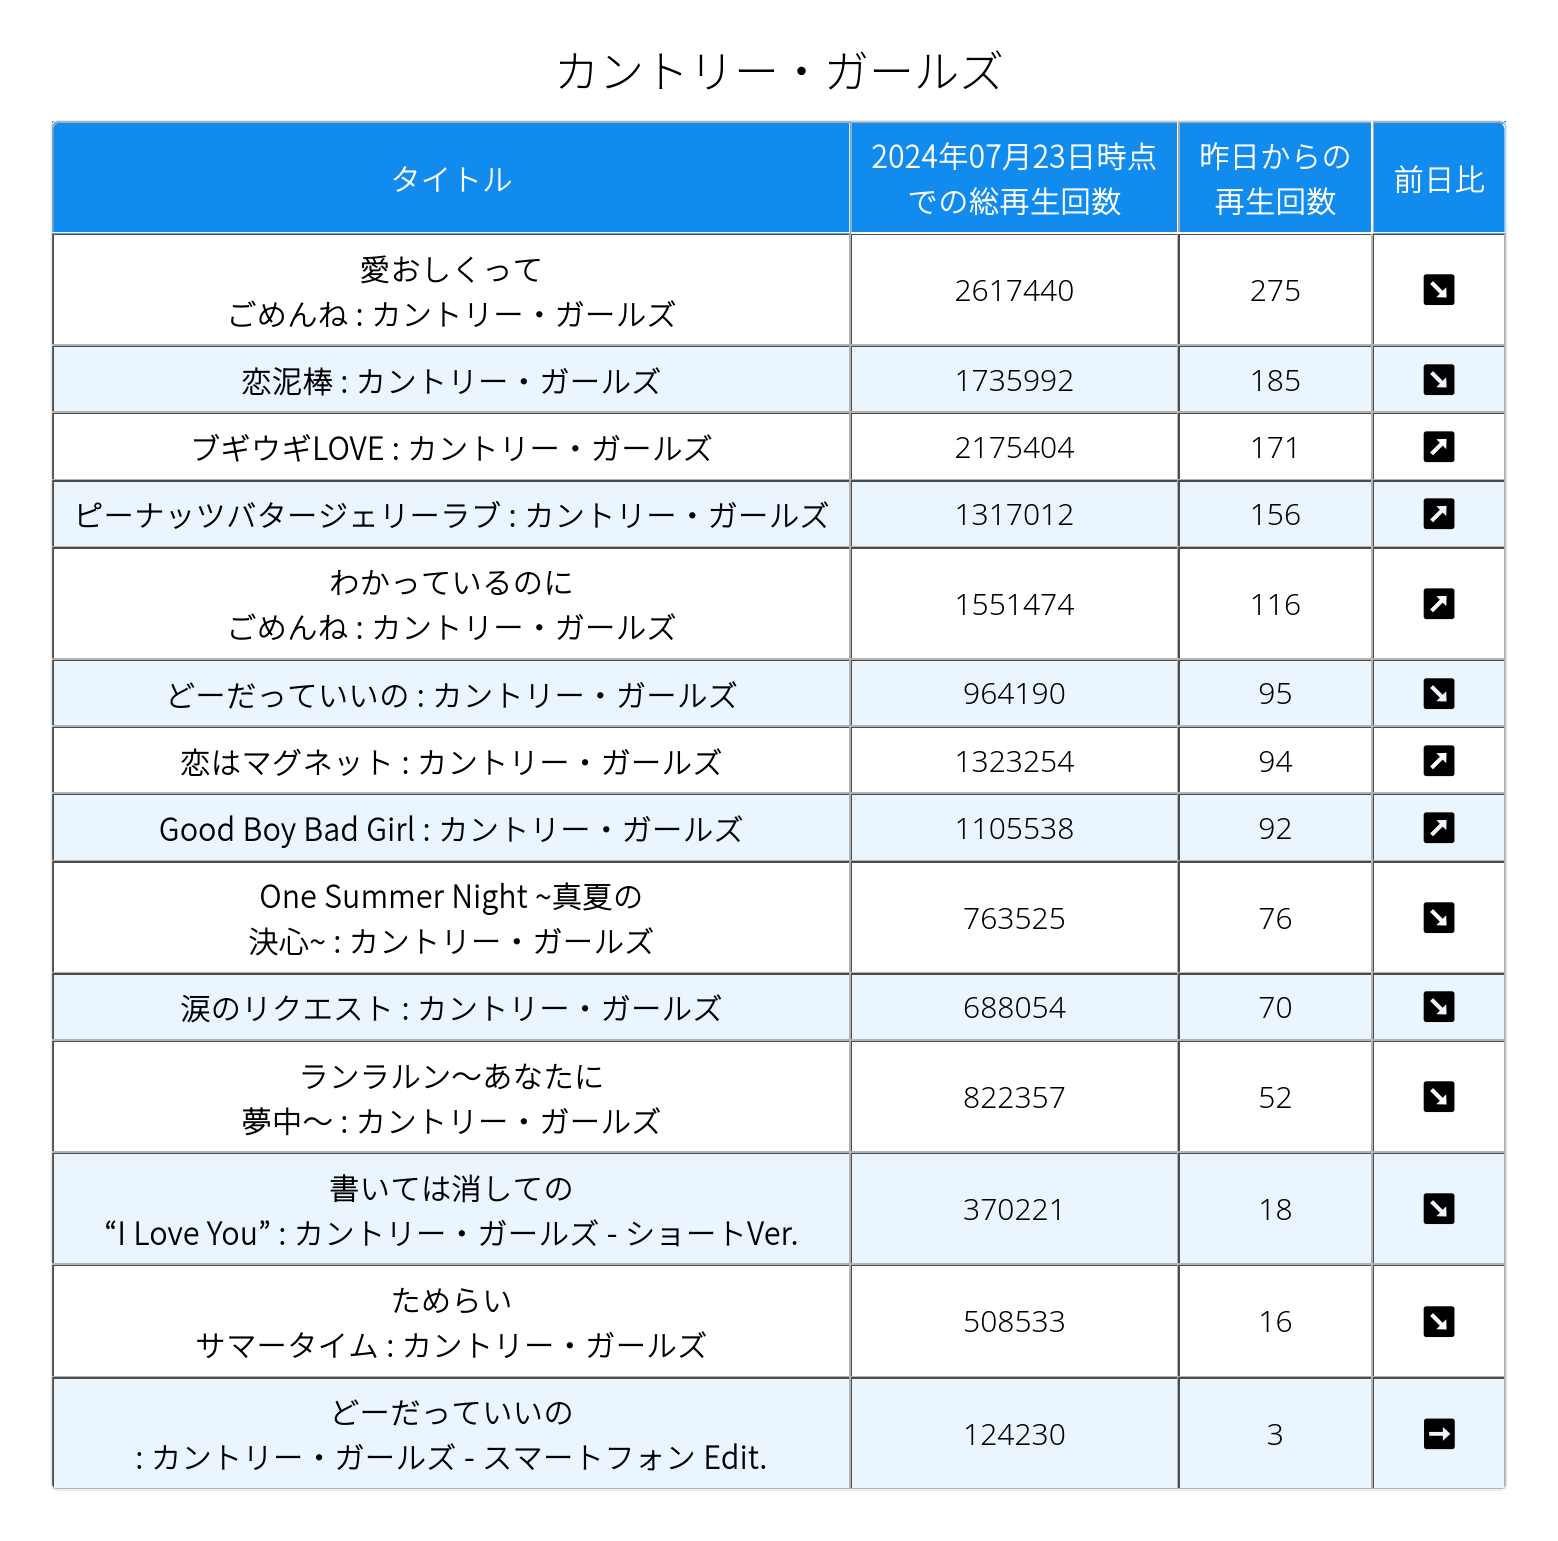 カントリー・ガールズ
タイトル
2024年07月23日時点
での総再生回数
昨日からの
再生回数
前日比
愛おしくって
ごめんね : カントリー・ガールズ
2617440
275
恋泥棒 : カントリー・ガールズ
1735992
185
ブギウギLOVE : カントリー・ガールズ
2175404
171
ピーナッツバタージェリーラブ : カントリー・ガールズ
1317012
156
わかっているのに
ごめんね : カントリー・ガールズ
1551474
116
どーだっていいの : カントリー・ガールズ
964190
95
恋はマグネット : カントリー・ガールズ
1323254
94
Good Boy Bad Girl : カントリー・ガールズ
1105538
92
One Summer Night ~真夏の
決心~ : カントリー・ガールズ
763525
76
涙のリクエスト : カントリー・ガールズ
688054
70
ランラルン〜あなたに
夢中〜 : カントリー・ガールズ
822357
52
書いては消しての
“I Love You” : カントリー・ガールズ - ショートVer.
370221
18
ためらい
サマータイム : カントリー・ガールズ
508533
16
どーだっていいの
: カントリー・ガールズ - スマートフォン Edit.
124230
3